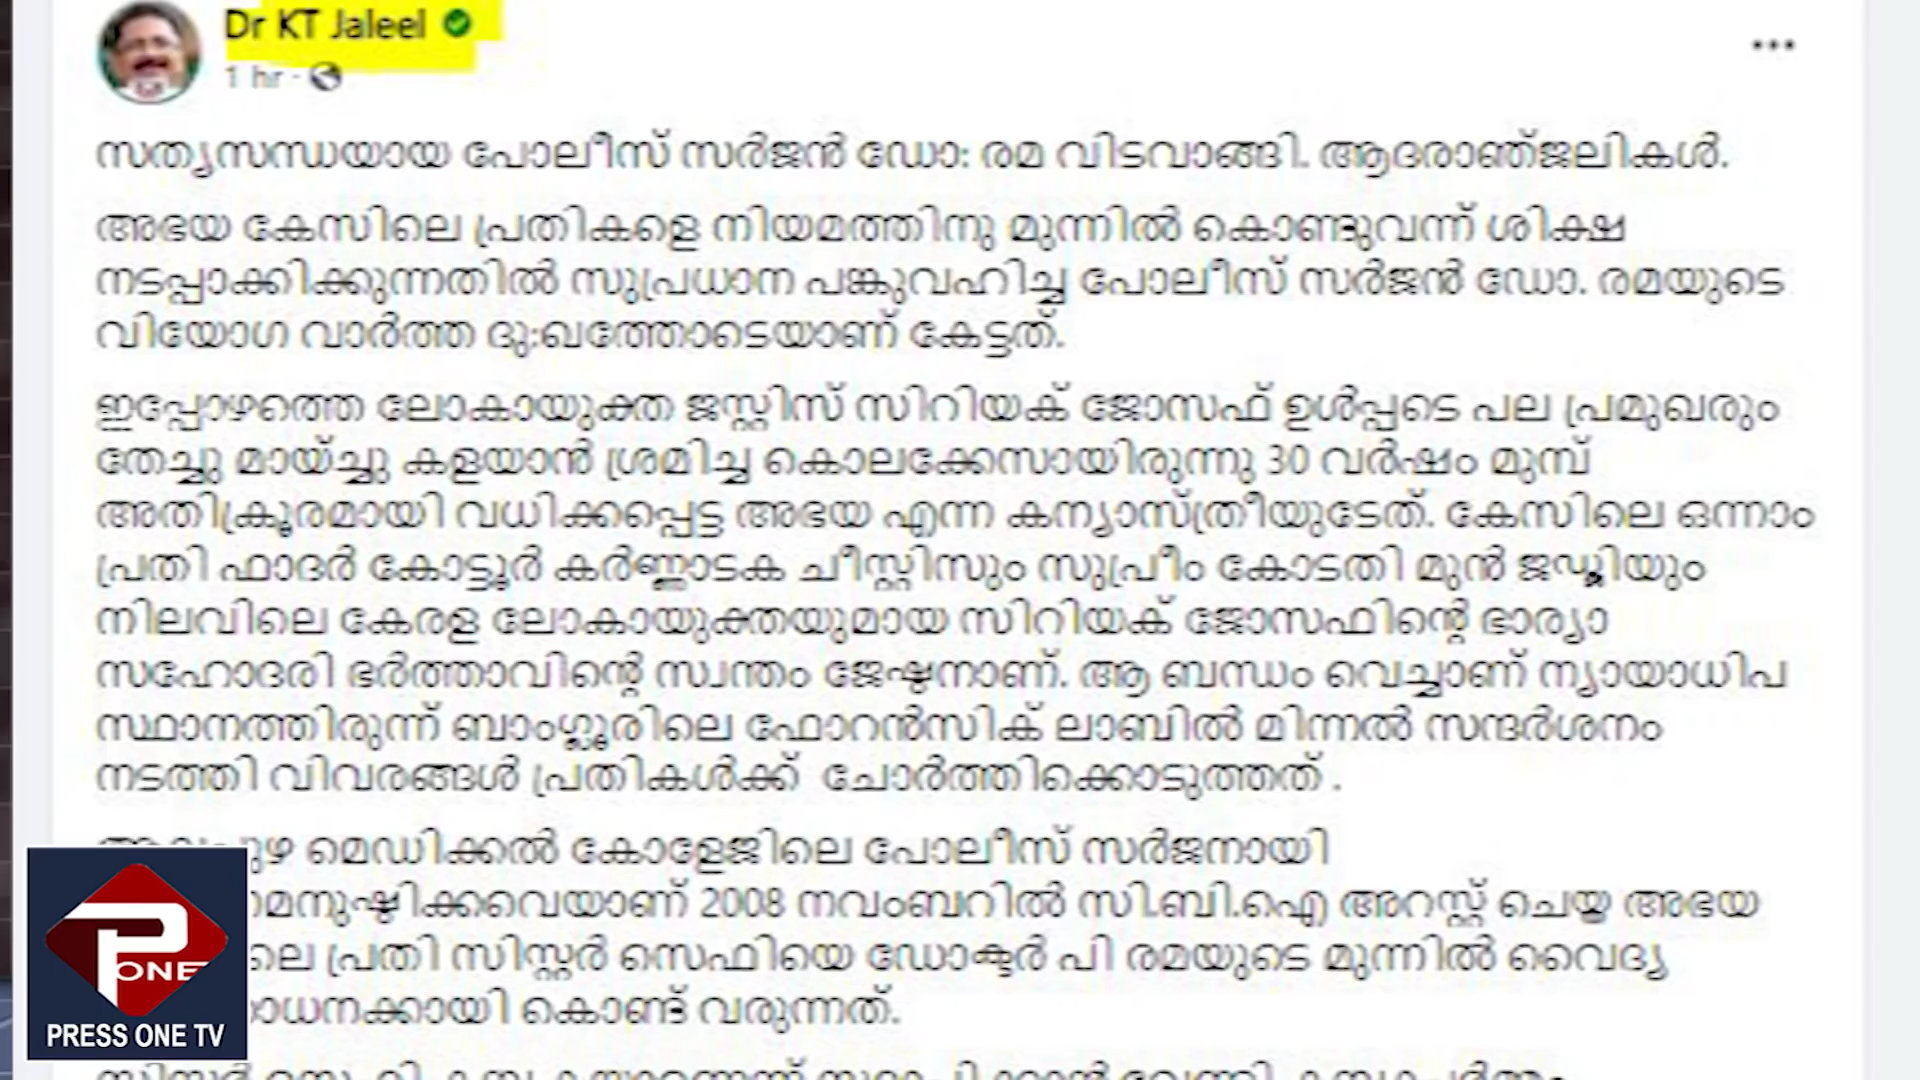 Dr KT Jaleel
1 hr ·
സത്യസന്ധയായ പോലീസ് സർജൻ ഡോ: രമ വിടവാങ്ങി. ആദരാഞ്ജലികൾ.
അഭയ കേസിലെ പ്രതികളെ നിയമത്തിനു മുന്നിൽ കൊണ്ടുവന്ന് ശിക്ഷ
നടപ്പാക്കിക്കുന്നതിൽ സുപ്രധാന പങ്കുവഹിച്ച പോലീസ് സർജൻ ഡോ. രമയുടെ
വിയോഗ വാർത്ത ദു:ഖത്തോടെയാണ് കേട്ടത്.
ഇപ്പോഴത്തെ ലോകായുക്ത ജസ്റ്റിസ് സിറിയക് ജോസഫ് ഉൾപ്പടെ പല പ്രമുഖരും
തേച്ചു മായ്ച്ചു കളയാൻ ശ്രമിച്ച കൊലക്കേസായിരുന്നു 30 വർഷം മുമ്പ്
അതിക്രൂരമായി വധിക്കപ്പെട്ട അഭയ എന്ന കന്യാസ്ത്രീയുടേത്. കേസിലെ ഒന്നാം
പ്രതി ഫാദർ കോട്ടൂർ കർണ്ണാടക ചീസ്റ്റിസും സുപ്രീം കോടതി മുൻ ജഡ്ജിയും
നിലവിലെ കേരള ലോകായുക്തയുമായ സിറിയക് ജോസഫിന്റെ ഭാര്യാ
സഹോദരി ഭർത്താവിന്റെ സ്വന്തം ജേഷ്ഠനാണ്. ആ ബന്ധം വെച്ചാണ് ന്യായാധിപ
സ്ഥാനത്തിരുന്ന് ബാംഗ്ലൂരിലെ ഫോറൻസിക് ലാബിൽ മിന്നൽ സന്ദർശനം
നടത്തി വിവരങ്ങൾ പ്രതികൾക്ക് ചോർത്തിക്കൊടുത്തത് .
മെഡിക്കൽ കോളേജിലെ പോലീസ് സർജനായി
2008 നവംബറിൽ സി.ബി.ഐ അറസ്റ്റ് ചെയ്ത അഭയ
പ്രതി സിസ്റ്റർ സെഫിയെ ഡോക്ടർ പി രമയുടെ മുന്നിൽ വൈദ്യ
കൊണ്ട് വരുന്നത്.
P ONE
PRESS ONE TV